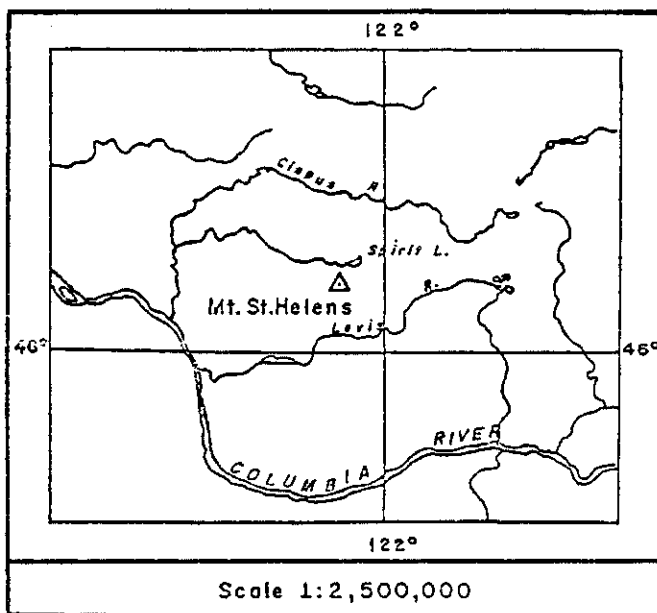 122°
Cispus R
Spirit L.
Mt. St. Helens
R.
Lewis
46° 46°
COLUMBIA RIVER
122°
Scale 1:2,500,000